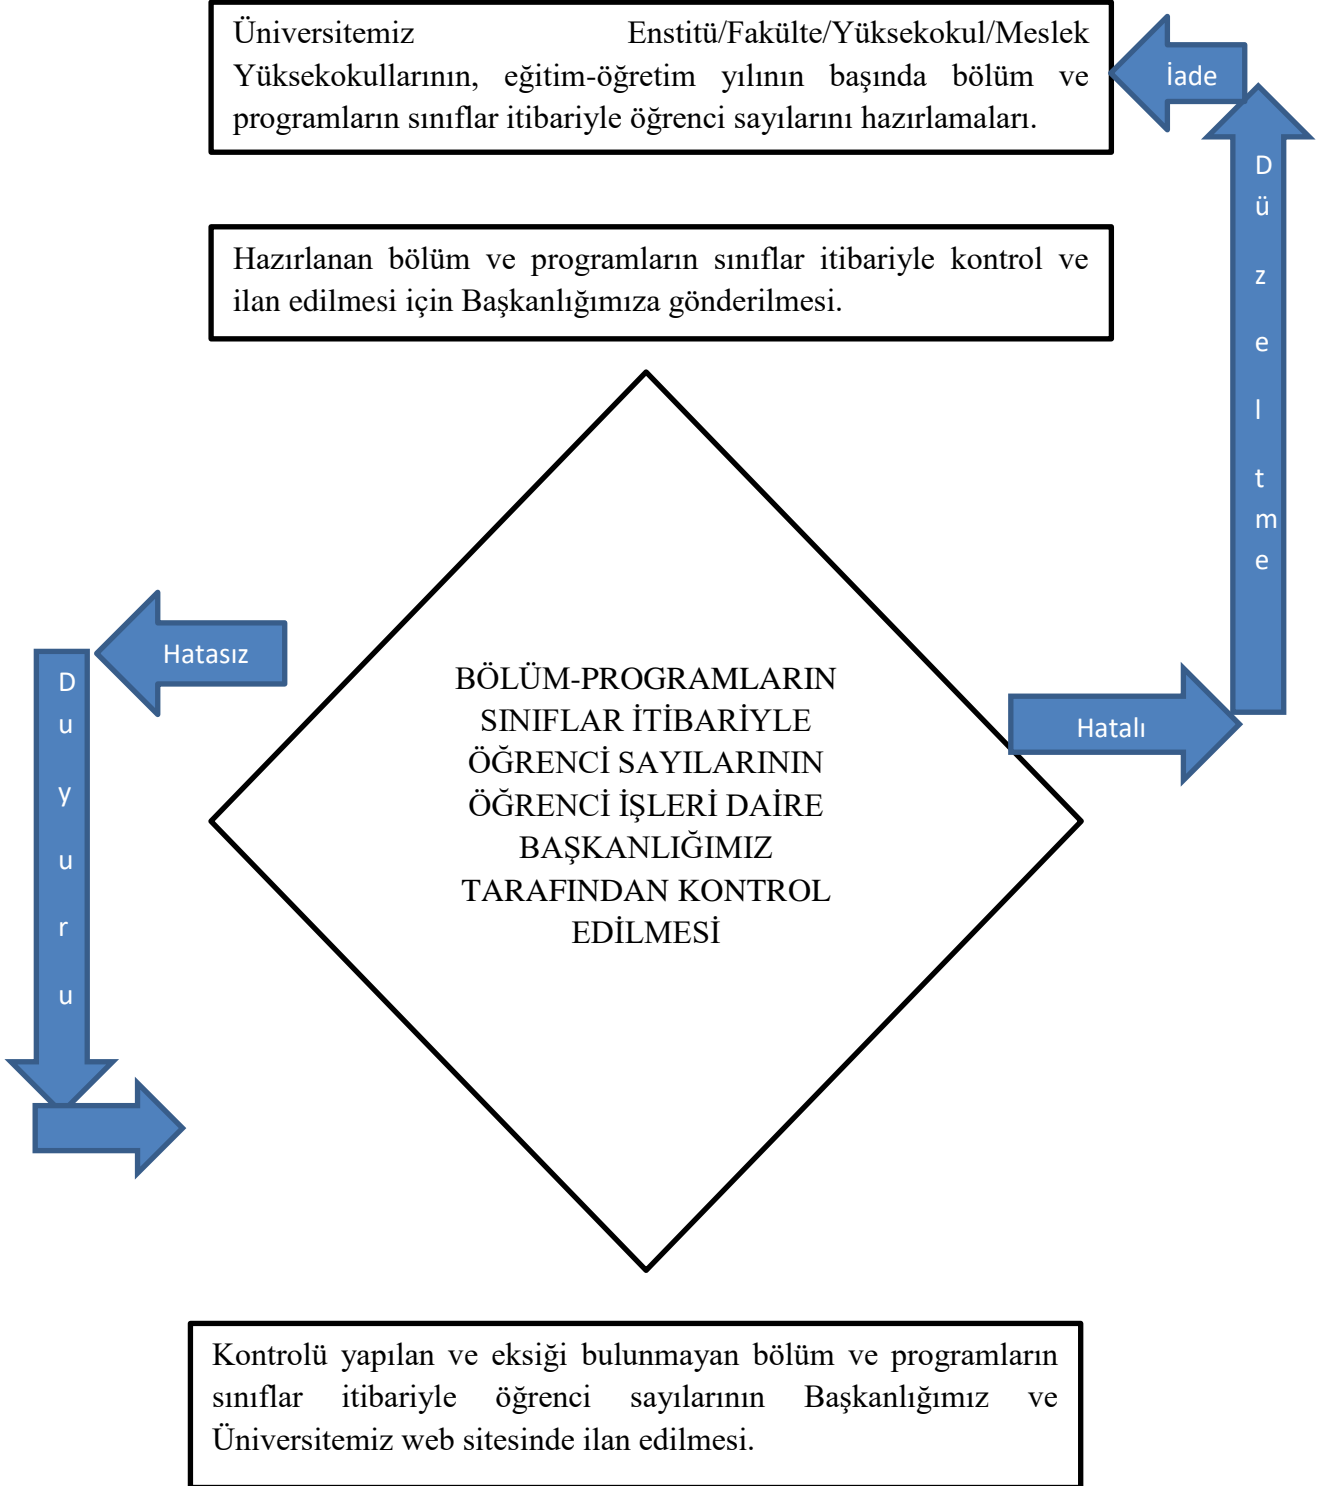 Üniversitemiz Enstitü/Fakülte/Yüksekokul/Meslek
Yüksekokullarının, eğitim-öğretim yılının başında bölüm ve
programların sınıflar itibariyle öğrenci sayılarını hazırlamaları.
İade
Düzeltme
Hazırlanan bölüm ve programların sınıflar itibariyle kontrol ve
ilan edilmesi için Başkanlığımıza gönderilmesi.
Hatasız
Duyuru
BÖLÜM-PROGRAMLARIN
SINIFLAR İTİBARİYLE
ÖĞRENCİ SAYILARININ
ÖĞRENCİ İŞLERİ DAİRE
BAŞKANLIĞIMIZ
TARAFINDAN KONTROL
EDİLMESİ
Hatalı
Kontrolü yapılan ve eksiği bulunmayan bölüm ve programların
sınıflar itibariyle öğrenci sayılarının Başkanlığımız ve
Üniversitemiz web sitesinde ilan edilmesi.